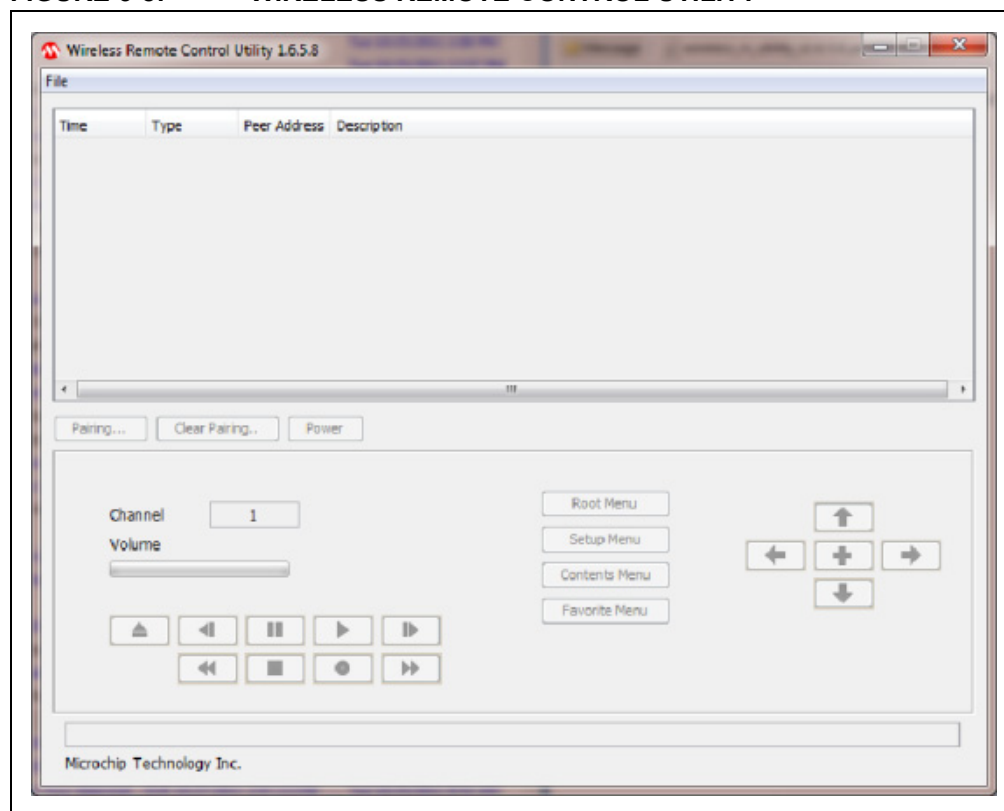 Wireless Remote Control Utility 1.6.5.8
File
Time Type Peer Address Description
Pairing... Clear Pairing.. Power
Channel 1
Volume
Root Menu
Setup Menu
Contents Menu
Favorite Menu
Microchip Technology Inc.